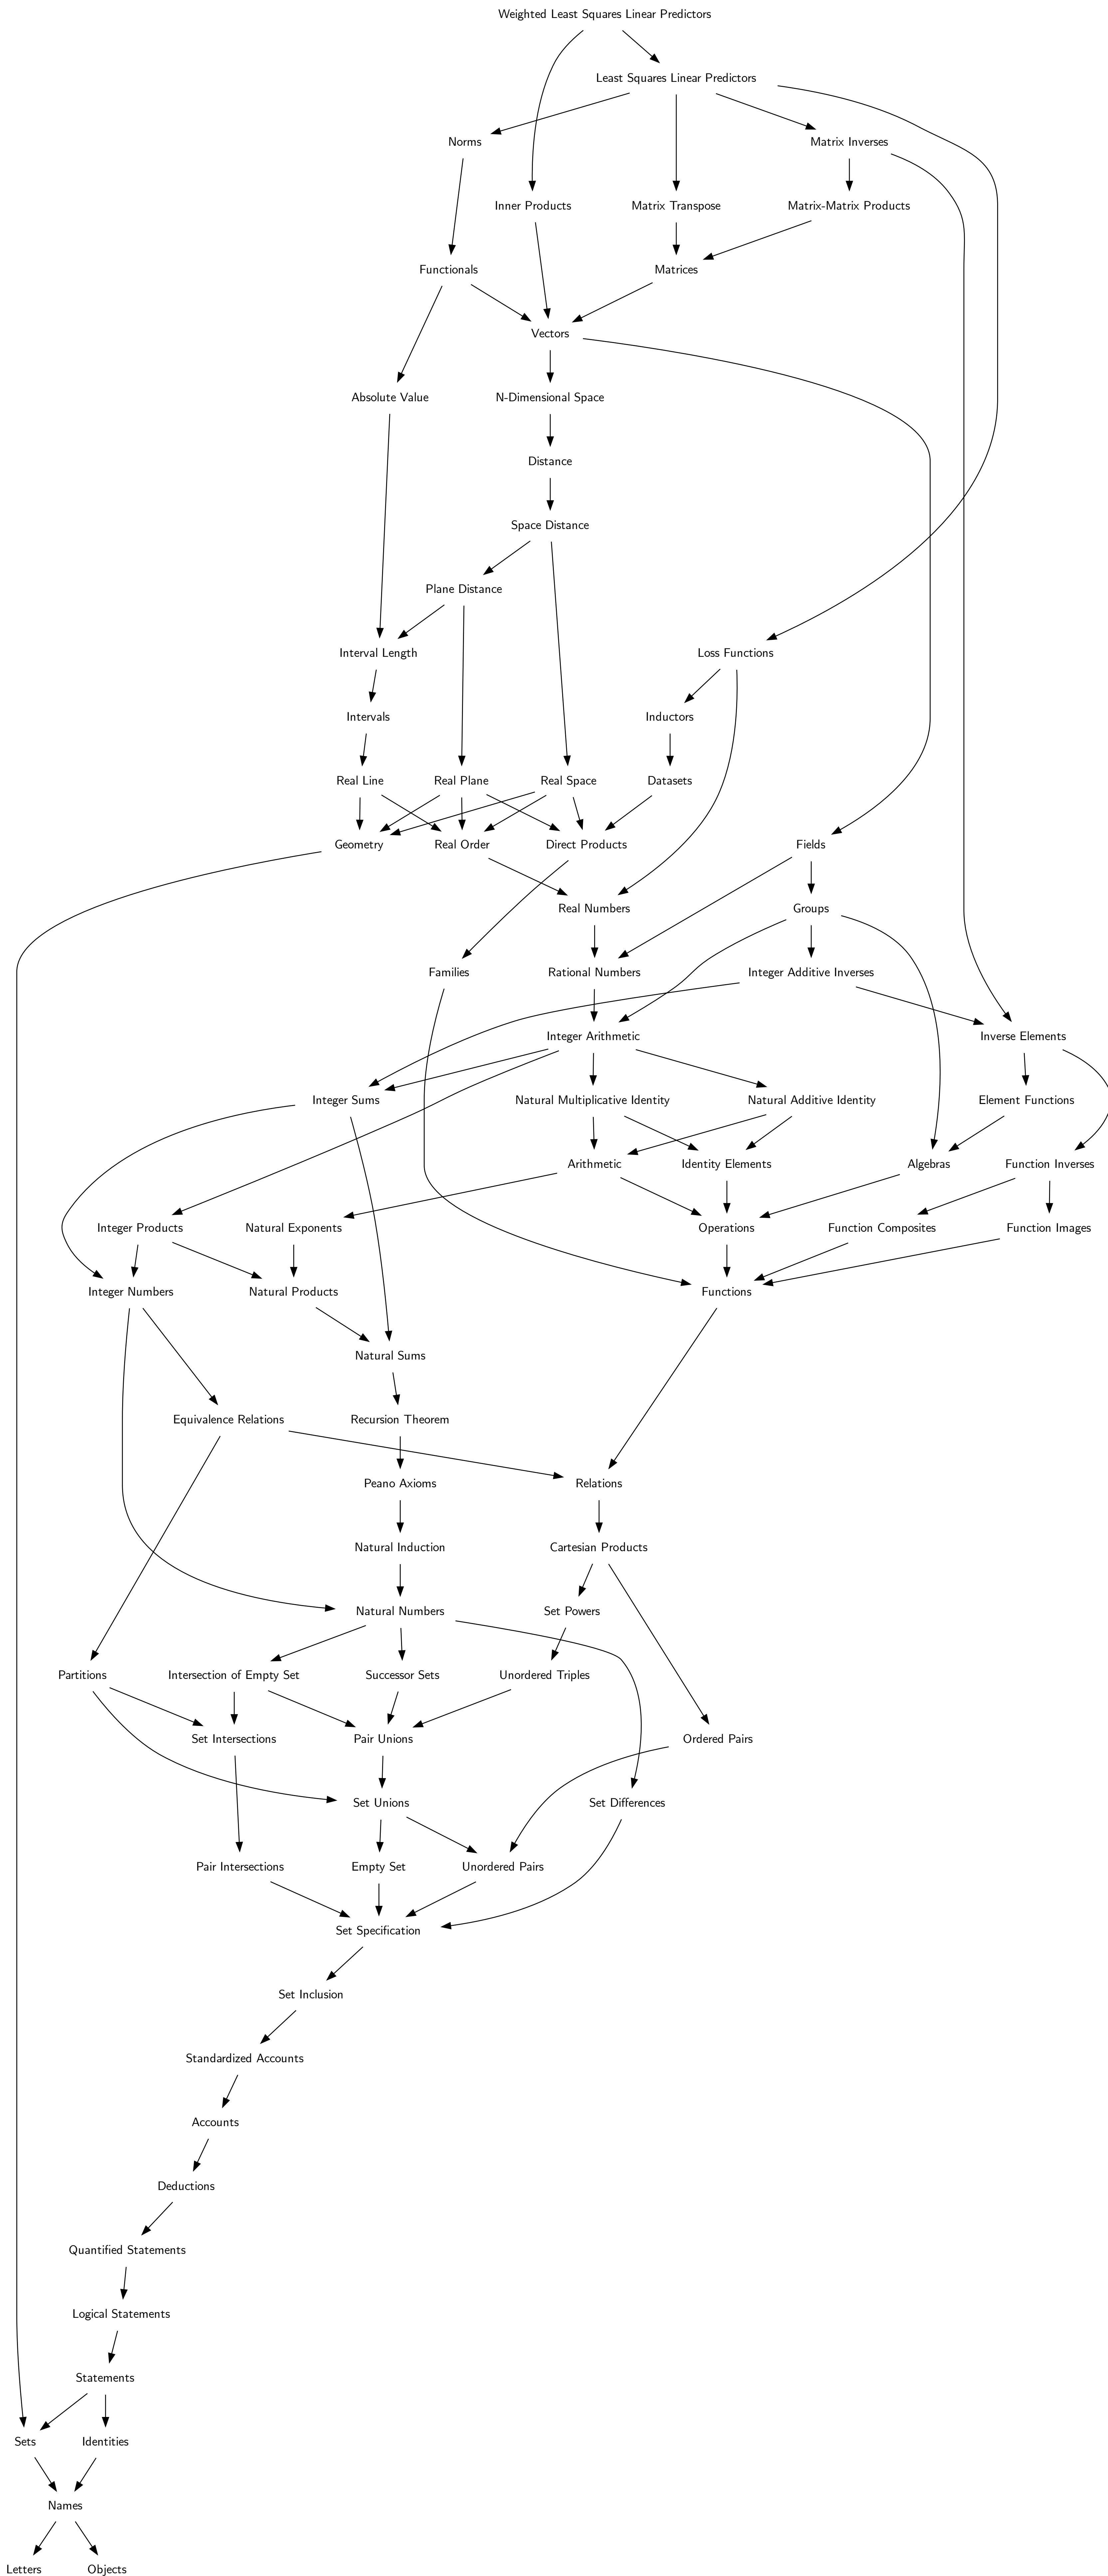 Weighted Least Squares Linear Predictors
Least Squares Linear Predictors
Norms
Matrix Inverses
Inner Products
Matrix Transpose
Matrix-Matrix Products
Functionals
Matrices
Vectors
Absolute Value
N-Dimensional Space
Distance
Space Distance
Plane Distance
Interval Length
Loss Functions
Intervals
Inductors
Real Line
Real Plane
Real Space
Datasets
Geometry
Real Order
Direct Products
Fields
Real Numbers
Groups
Families
Rational Numbers
Integer Additive Inverses
Integer Arithmetic
Inverse Elements
Integer Sums
Natural Multiplicative Identity
Natural Additive Identity
Element Functions
Arithmetic
Identity Elements
Algebras
Function Inverses
Integer Products
Natural Exponents
Operations
Function Composites
Function Images
Integer Numbers
Natural Products
Functions
Natural Sums
Equivalence Relations
Recursion Theorem
Peano Axioms
Relations
Natural Induction
Cartesian Products
Natural Numbers
Set Powers
Partitions
Intersection of Empty Set
Successor Sets
Unordered Triples
Set Intersections
Pair Unions
Ordered Pairs
Set Unions
Set Differences
Pair Intersections
Empty Set
Unordered Pairs
Set Specification
Set Inclusion
Standardized Accounts
Accounts
Deductions
Quantified Statements
Logical Statements
Statements
Sets
Identities
Names
Letters
Objects